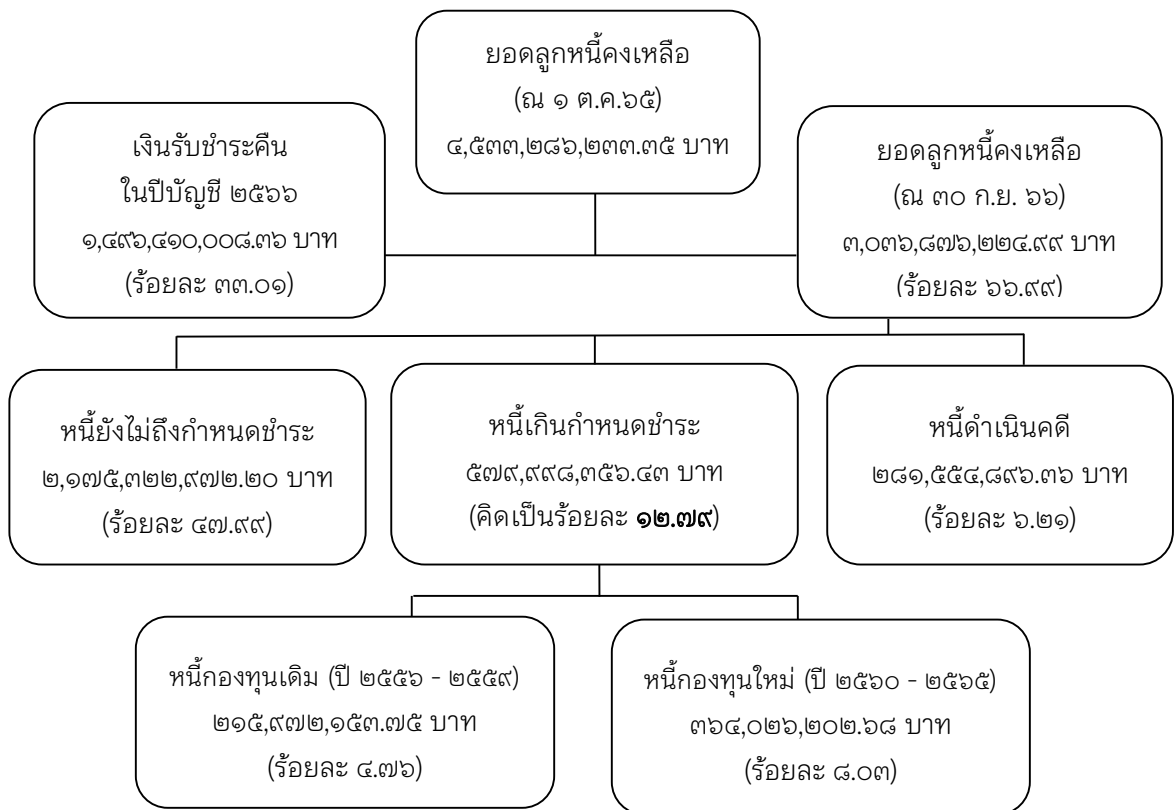 ยอดลูกหนี้คงเหลือ
(ณ ๑ ต.ค.๖๕)
๔,๕๓๓,๒๘๖,๒๓๓.๓๕ บาท
เงินรับชำระคืน
ในปีบัญชี ๒๕๖๖
๑,๔๙๖,๔๑๐,๐๐๘.๓๖ บาท
(ร้อยละ ๓๓.๐๑)
ยอดลูกหนี้คงเหลือ
(ณ ๓๐ ก.ย. ๖๖)
๓,๐๓๖,๘๗๖,๒๒๔.๙๙ บาท
(ร้อยละ ๖๖.๙๙)
หนี้ยังไม่ถึงกำหนดชำระ
๒,๑๗๕,๓๒๒,๙๗๒.๒๐ บาท
(ร้อยละ ๔๗.๙๙)
หนี้เกินกำหนดชำระ
๕๗๙,๙๙๘,๓๕๖.๔๓ บาท
(คิดเป็นร้อยละ ๑๒.๗๙)
หนี้ดำเนินคดี
๒๘๑,๕๕๔,๘๙๖.๓๖ บาท
(ร้อยละ ๖.๒๑)
หนี้กองทุนเดิม (ปี ๒๕๕๖ - ๒๕๕๙)
๒๑๕,๙๗๒,๑๕๓.๗๕ บาท
(ร้อยละ ๔.๗๖)
หนี้กองทุนใหม่ (ปี ๒๕๖๐ - ๒๕๖๕)
๓๖๔,๐๒๖,๒๐๒.๖๘ บาท
(ร้อยละ ๘.๐๓)